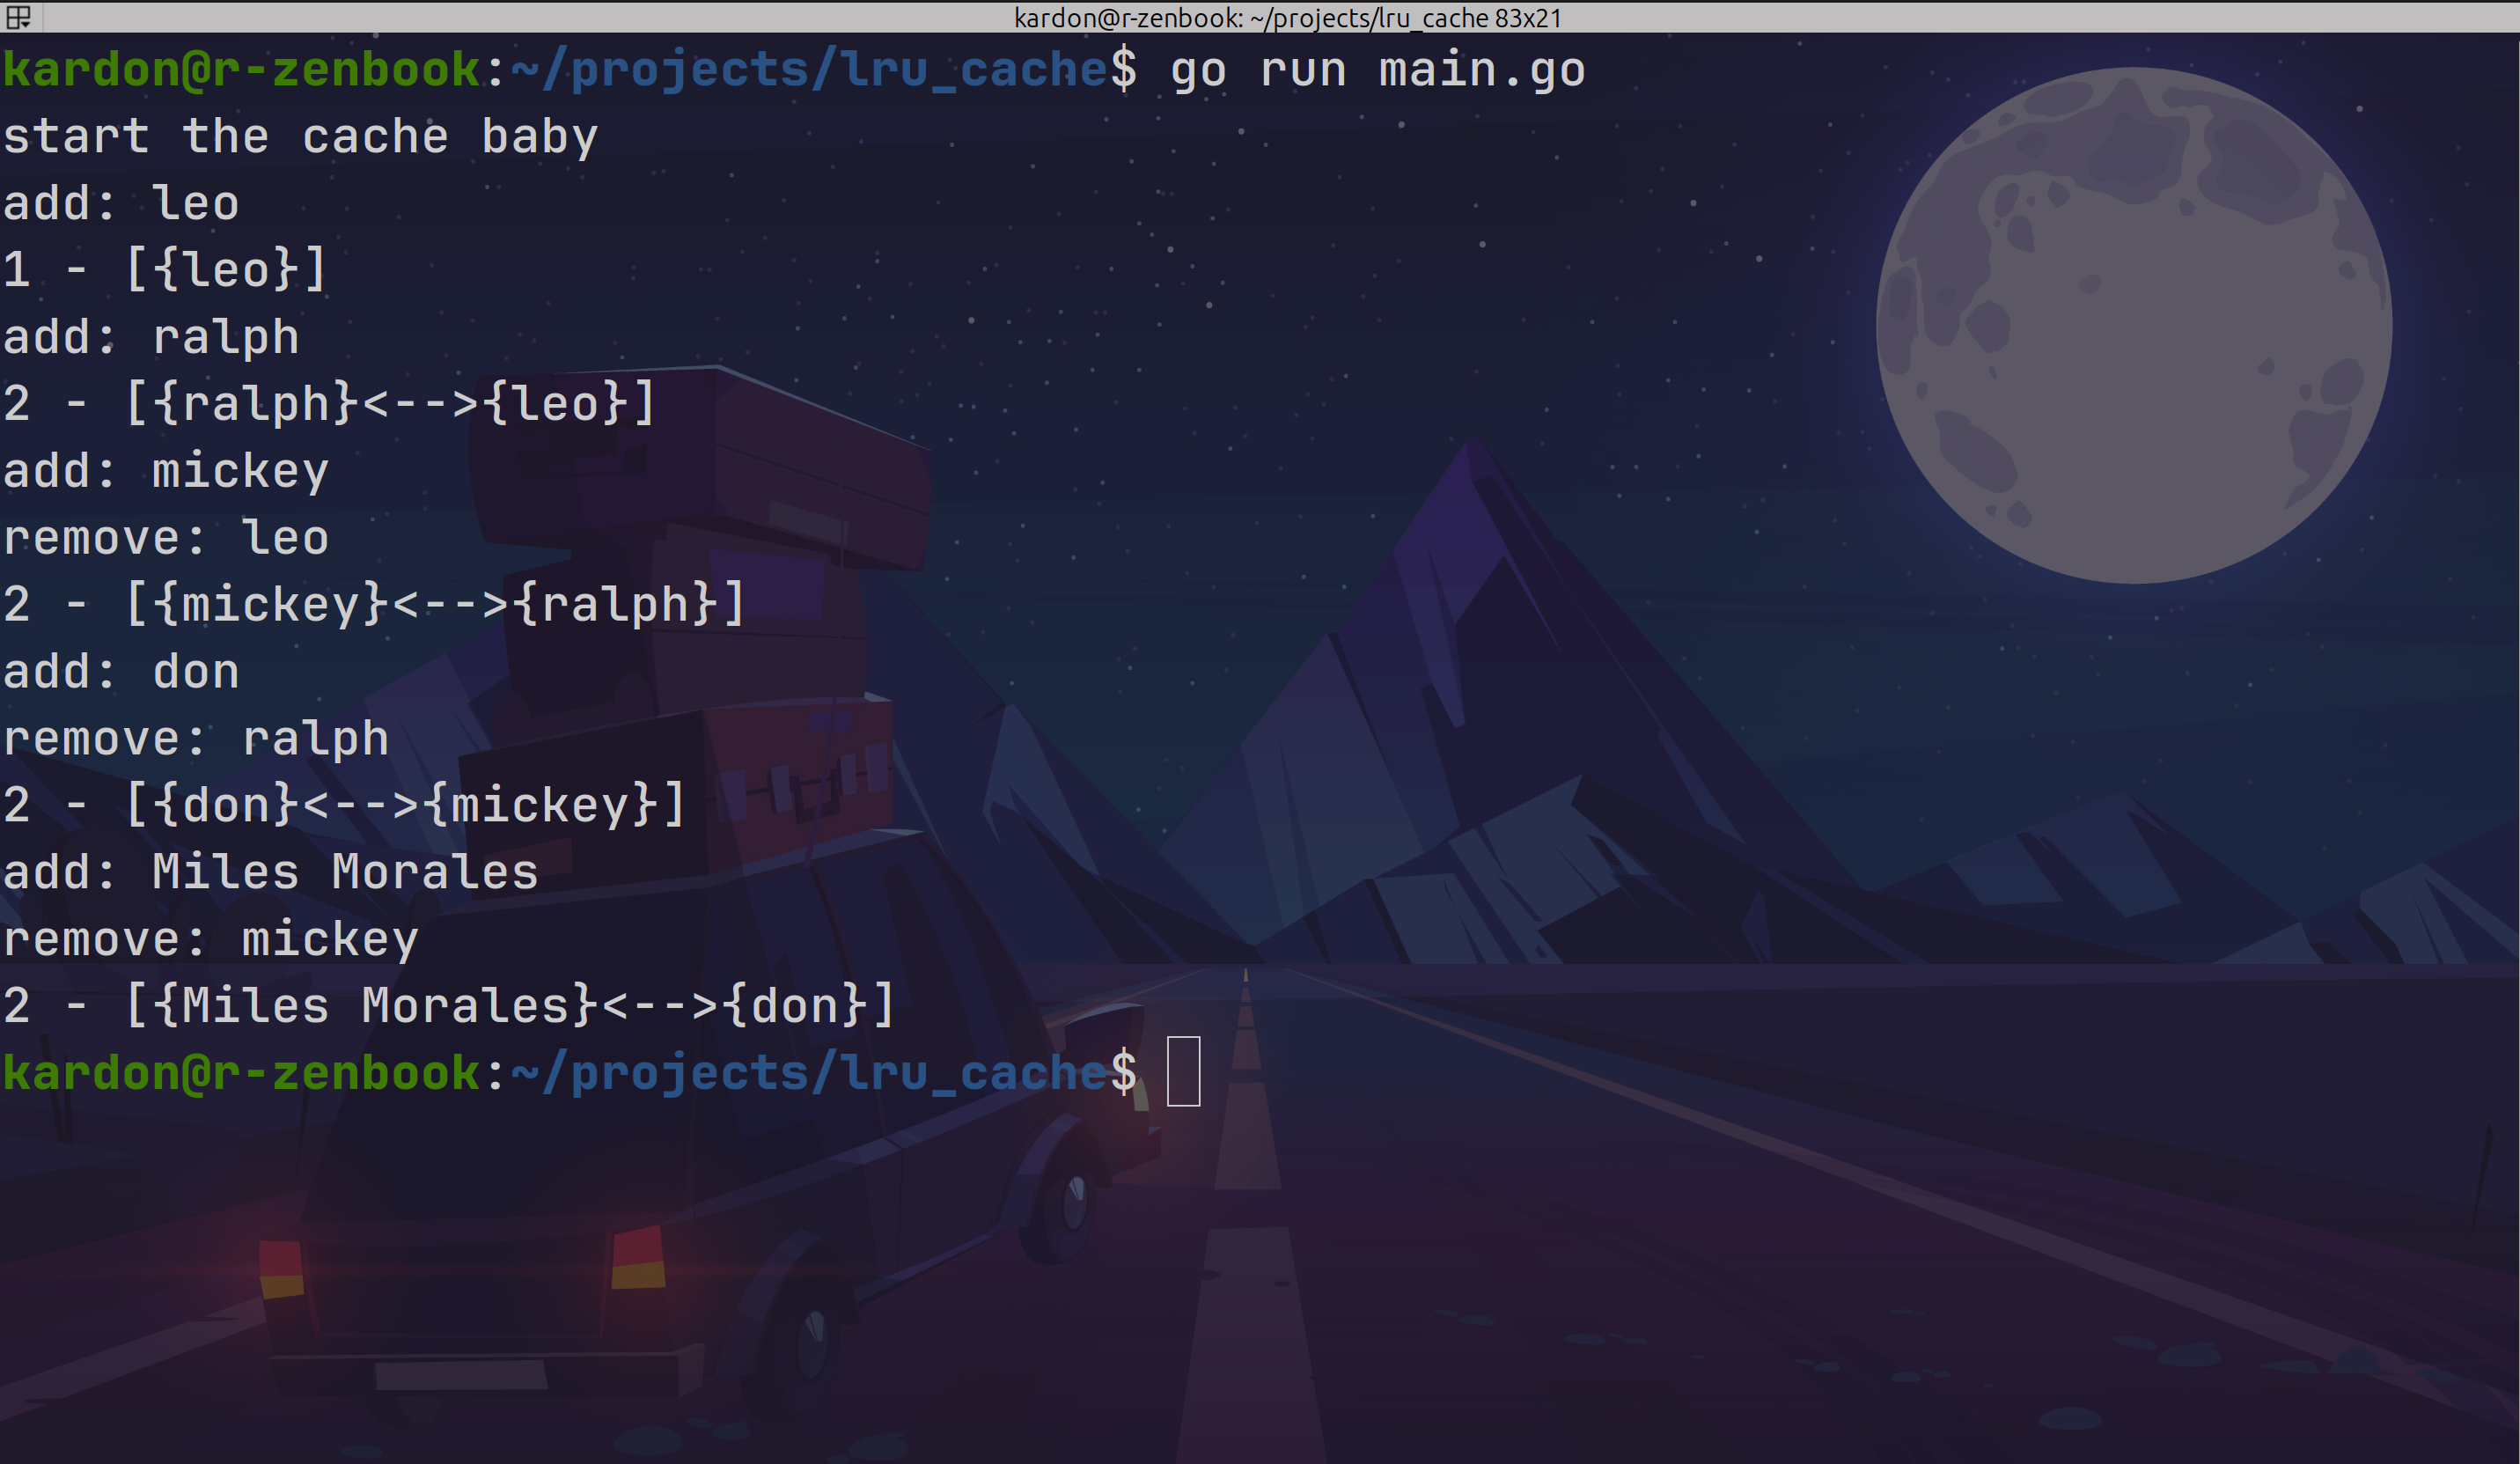 kardon@r-zenbook: ~/projects/lru_cache 83x21
kardon@r-zenbook:~/projects/lru_cache$ go run main.go
start the cache baby
add: leo
1 - [{leo}]
add: ralph
2 - [{ralph}<-->{leo}]
add: mickey
remove: leo
2 - [{mickey}<-->{ralph}]
add: don
remove: ralph
2 - [{don}<-->{mickey}]
add: Miles Morales
remove: mickey
2 - [{Miles Morales}<-->{don}]
kardon@r-zenbook:~/projects/lru_cache$